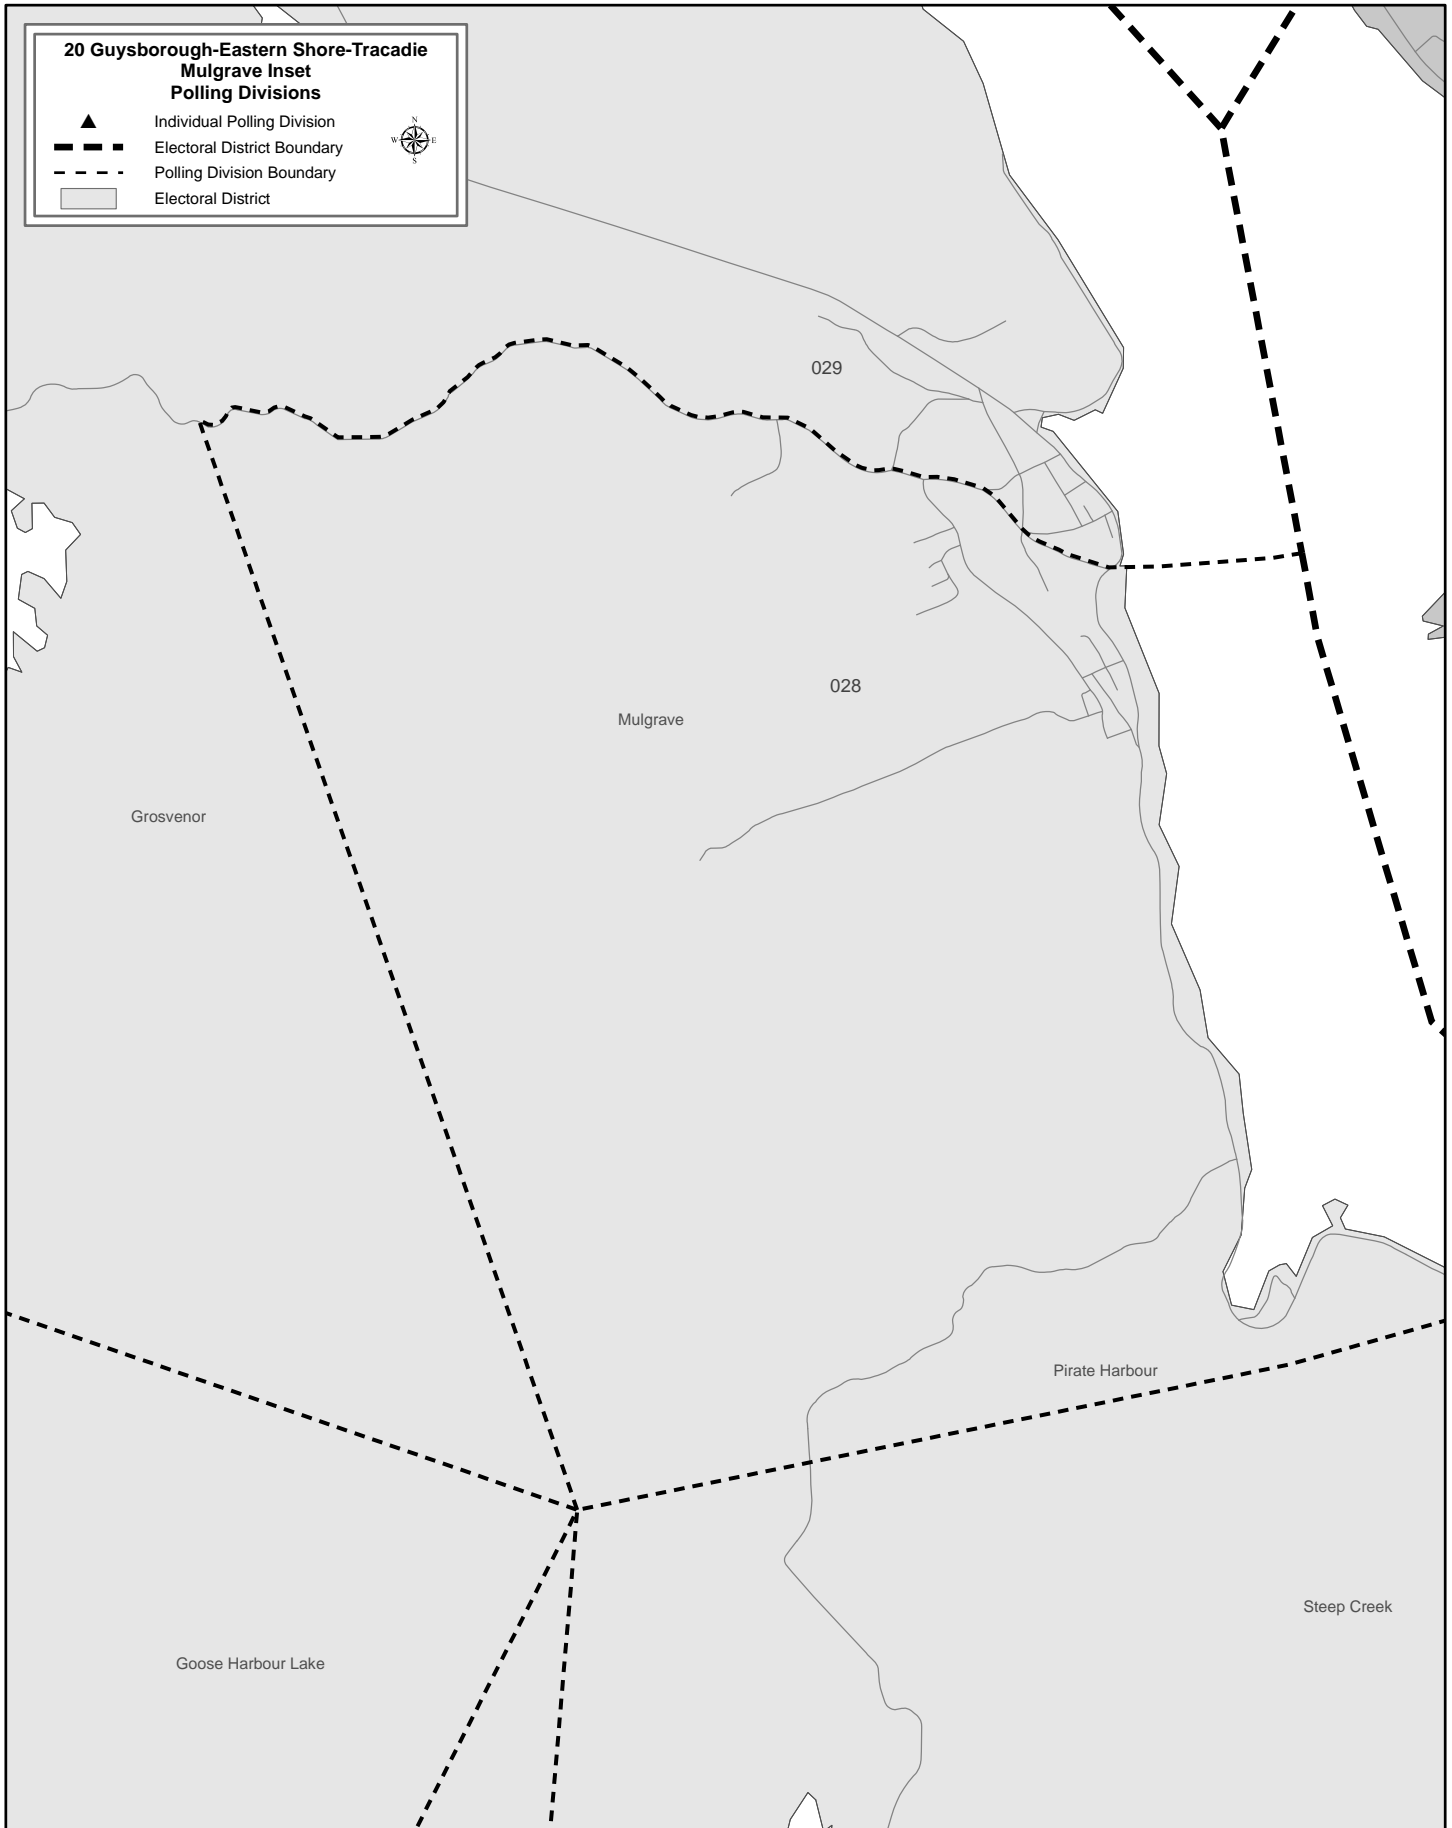 20 Guysborough-Eastern Shore-Tracadie
Mulgrave Inset
Polling Divisions
Individual Polling Division
Electoral District Boundary
Polling Division Boundary
Electoral District
N
W E
S
029
028
Mulgrave
Grosvenor
Pirate Harbour
Steep Creek
Goose Harbour Lake